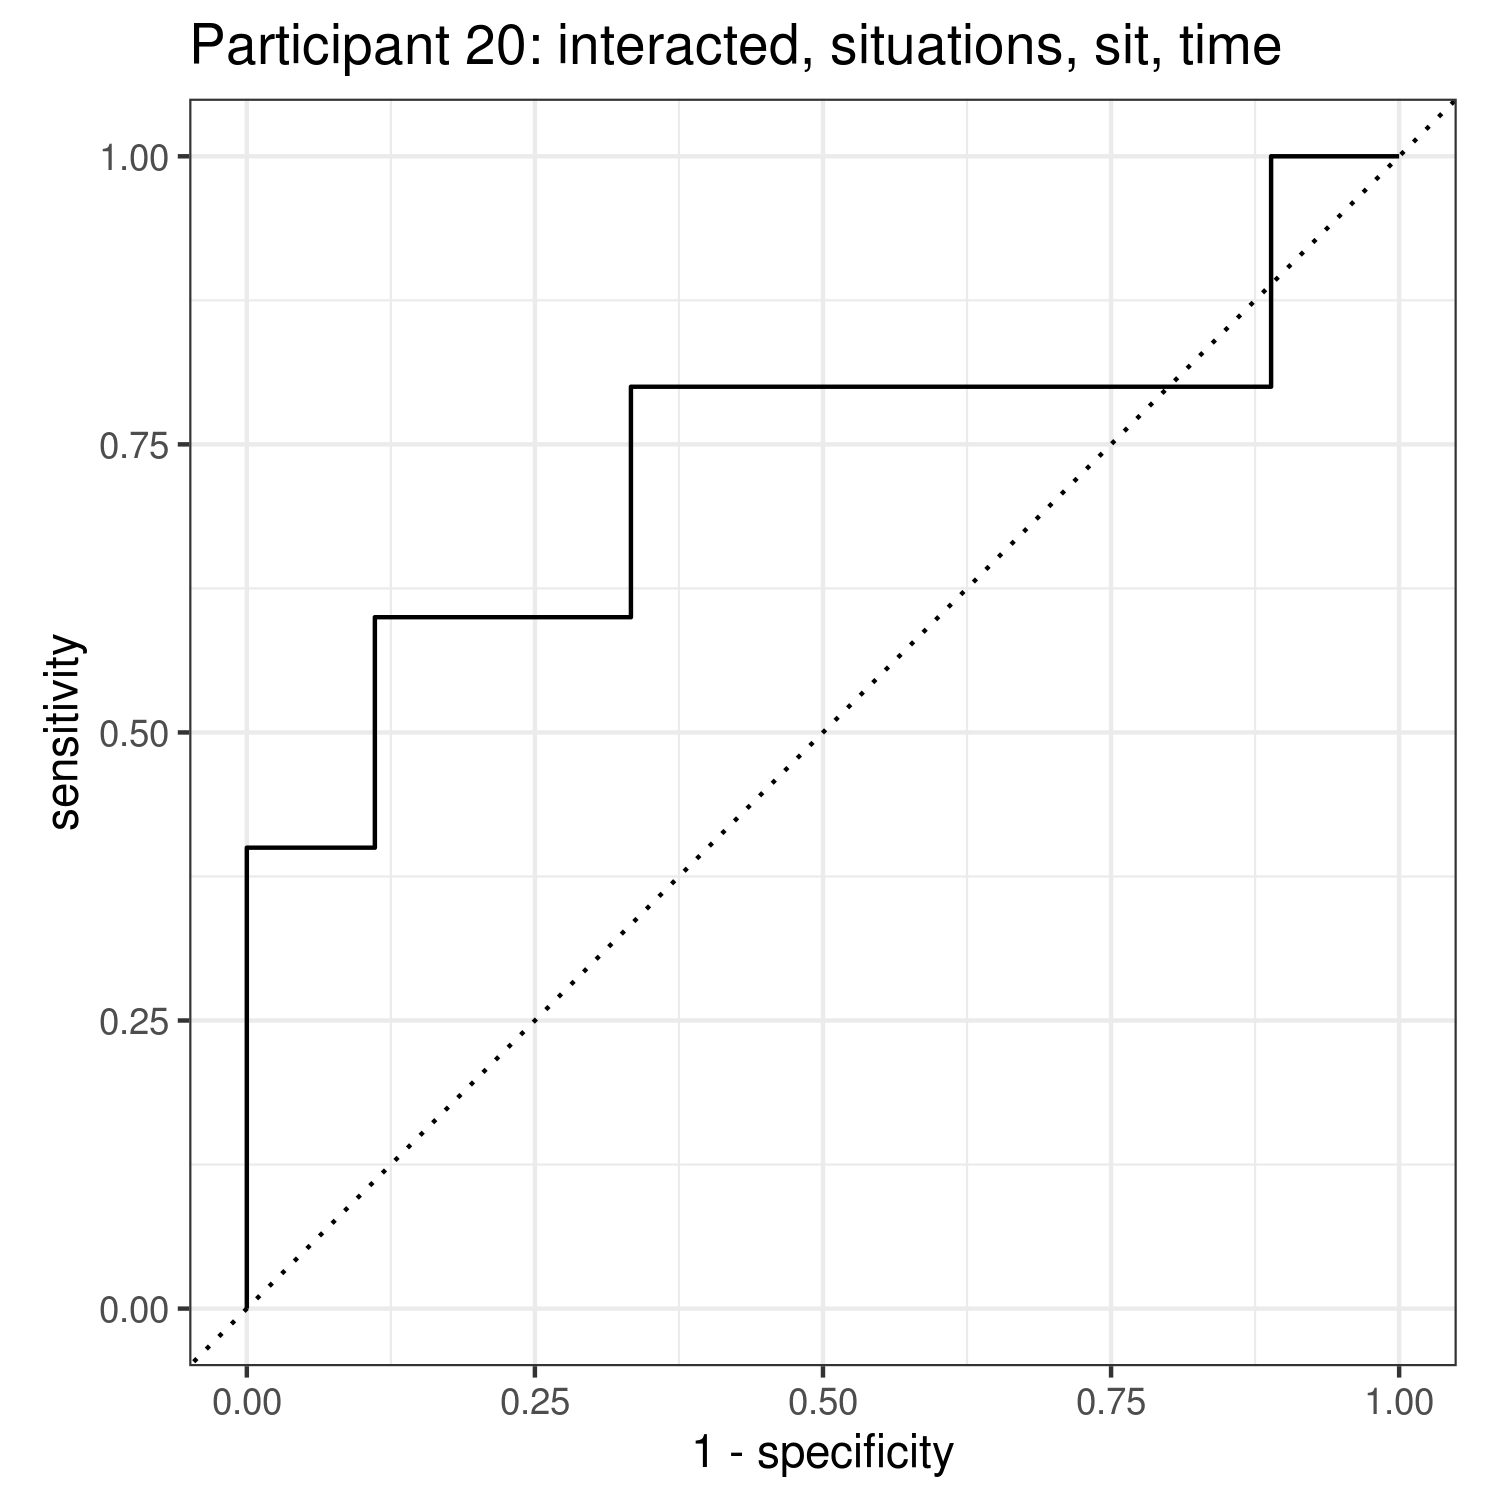 Participant 20: interacted, situations, sit, time
1.00
0.75
0.50
0.25
0.00
sensitivity
0.00 0.25 0.50 0.75 1.00
1 - specificity